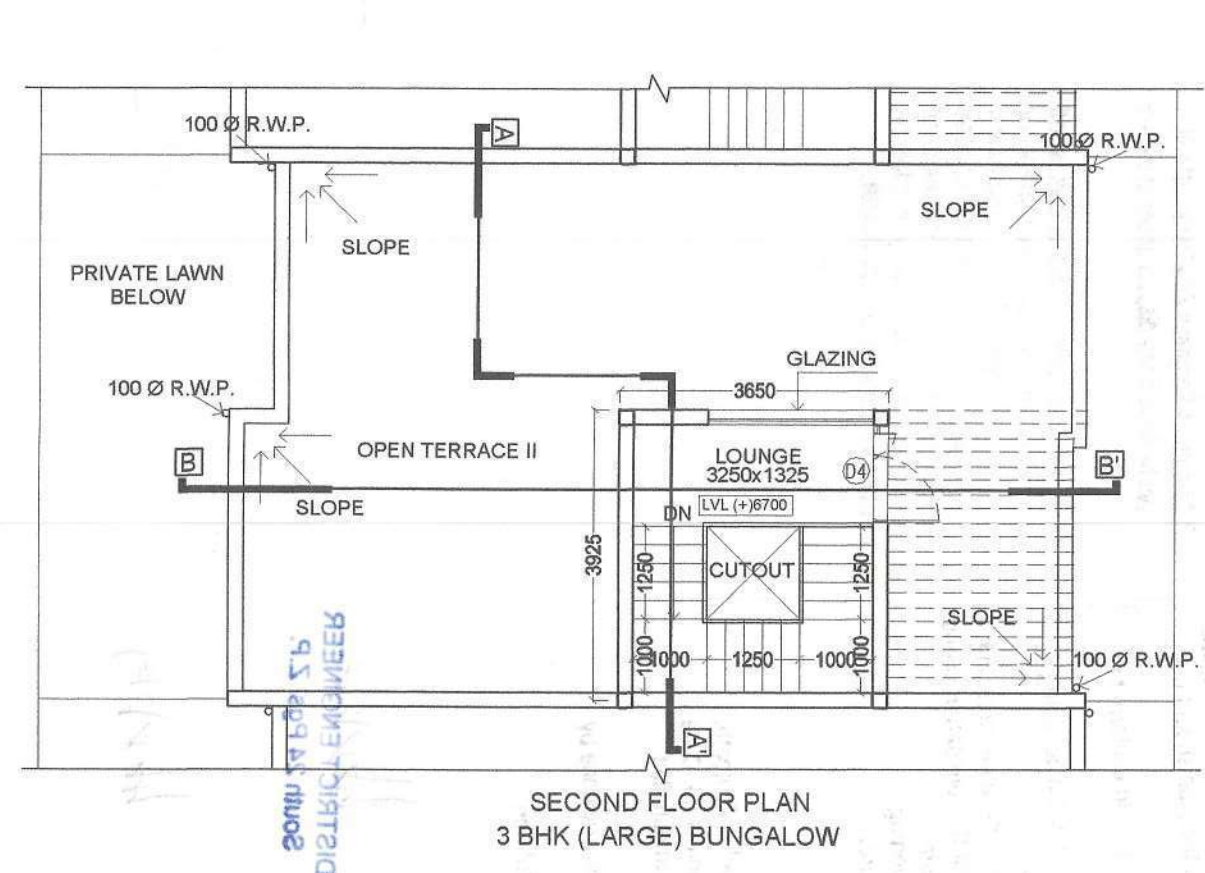 100 Ø R.W.P.
A
100 Ø R.W.P.
SLOPE
SLOPE
PRIVATE LAWN
BELOW
GLAZING
100 Ø R.W.P.
3650
OPEN TERRACE II
LOUNGE
3250x1325
D4
B
B'
SLOPE
LVL (+)6700
DN
3925
1250
CUTOUT
1250
SLOPE
1000
1000
1250
1000
1000
100 Ø R.W.P.
A'
DISTRICT ENGINEER
South 24 Pgs Z.P.
SECOND FLOOR PLAN
3 BHK (LARGE) BUNGALOW